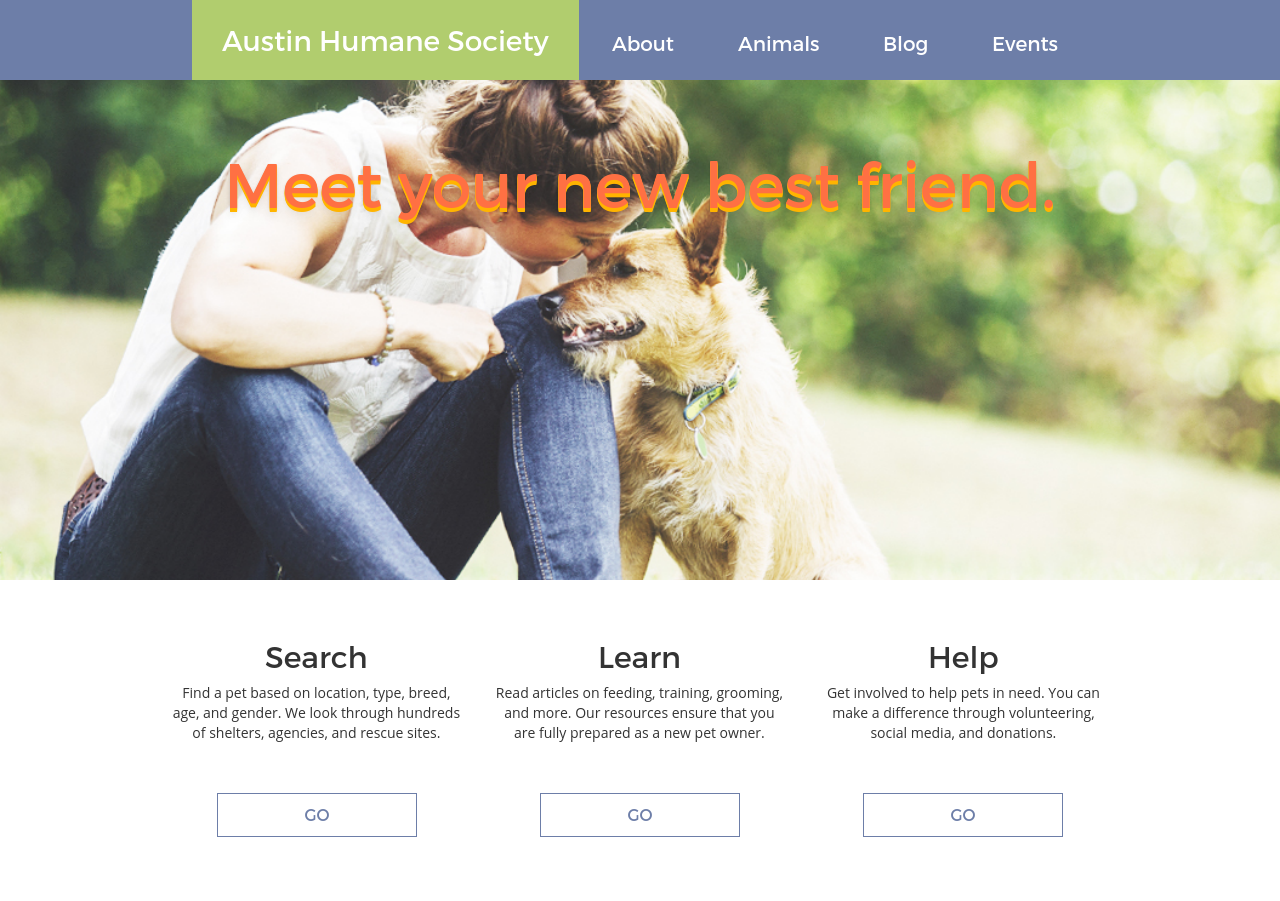 Austin Humane Society
About
Animals
Blog
Events
Meet your new best friend.
Search
Find a pet based on location, type, breed,
age, and gender. We look through hundreds
of shelters, agencies, and rescue sites.
GO
Learn
Read articles on feeding, training, grooming,
and more. Our resources ensure that you
are fully prepared as a new pet owner.
GO
Help
Get involved to help pets in need. You can
make a difference through volunteering,
social media, and donations.
GO